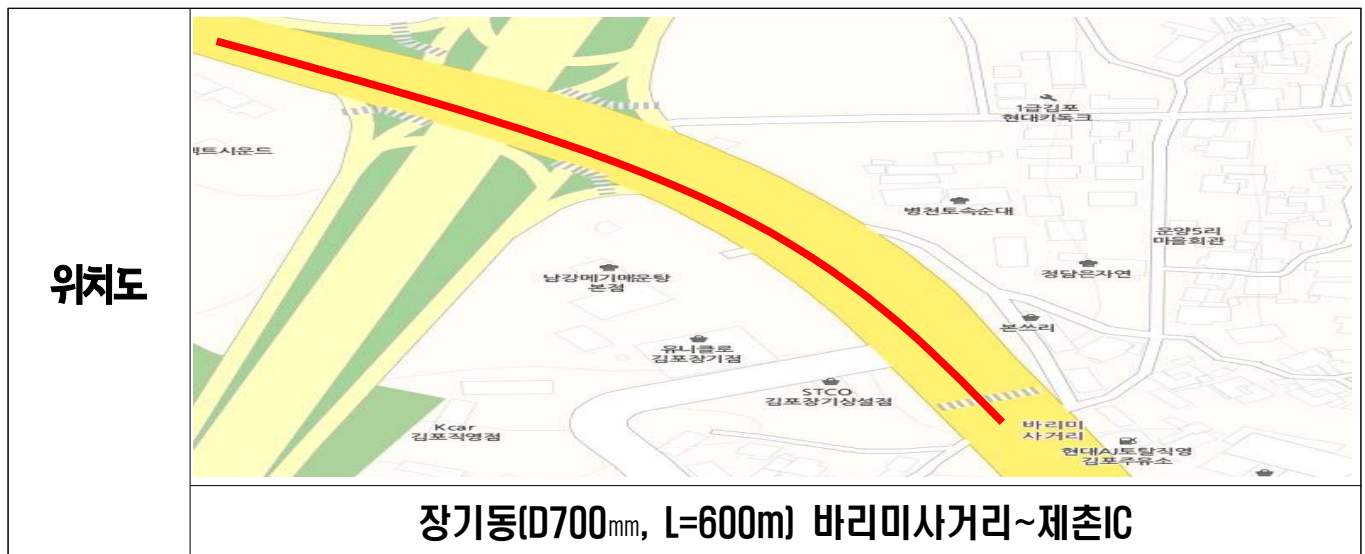 1급김포
현대키독크
렉트사운드
병천토속순대
운양5리
마을회관
정담은자연
남강메기매운탕
본점
본쓰리
유니클로
김포장기점
STCO
김포장기상설점
Kcar
김포직영점
바리미
사거리
현대AJ토탈직영
김포주유소
위치도
장기동(D700mm, L=600m) 바리미사거리~제촌IC